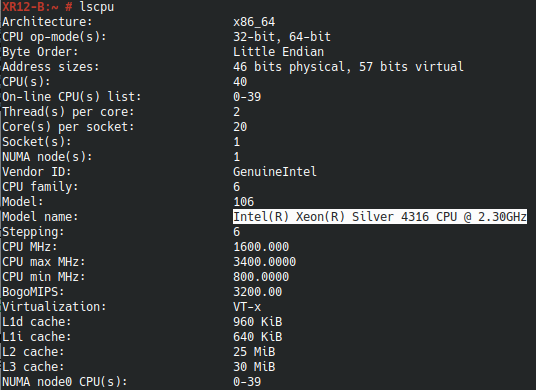 XR12-B:~ # lscpu
Architecture: x86_64
CPU op-mode(s): 32-bit, 64-bit
Byte Order: Little Endian
Address sizes: 46 bits physical, 57 bits virtual
CPU(s): 40
On-line CPU(s) list: 0-39
Thread(s) per core: 2
Core(s) per socket: 20
Socket(s): 1
NUMA node(s): 1
Vendor ID: GenuineIntel
CPU family: 6
Model: 106
Model name: Intel(R) Xeon(R) Silver 4316 CPU @ 2.30GHz
Stepping: 6
CPU MHz: 1600.000
CPU max MHz: 3400.0000
CPU min MHz: 800.0000
BogoMIPS: 3200.00
Virtualization: VT-x
L1d cache: 960 KiB
L1i cache: 640 KiB
L2 cache: 25 MiB
L3 cache: 30 MiB
NUMA node0 CPU(s): 0-39